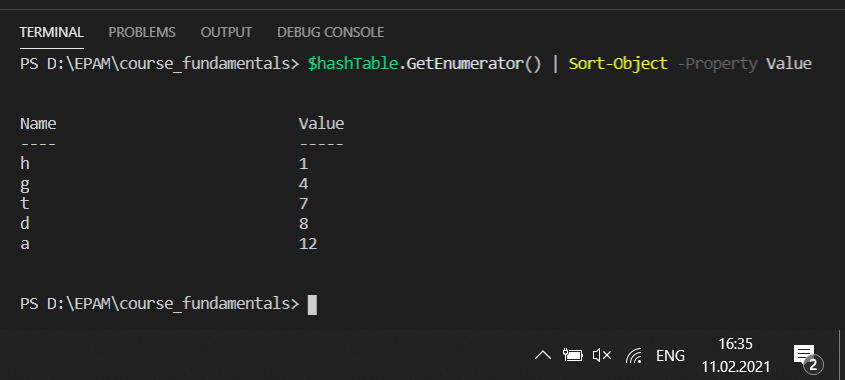 TERMINAL PROBLEMS OUTPUT DEBUG CONSOLE
PS D:\EPAM\course_fundamentals> $hashTable.GetEnumerator() | Sort-Object -Property Value
Name Value
---- -----
h 1
g 4
t 7
d 8
a 12
PS D:\EPAM\course_fundamentals>
ENG 16:35 2
11.02.2021